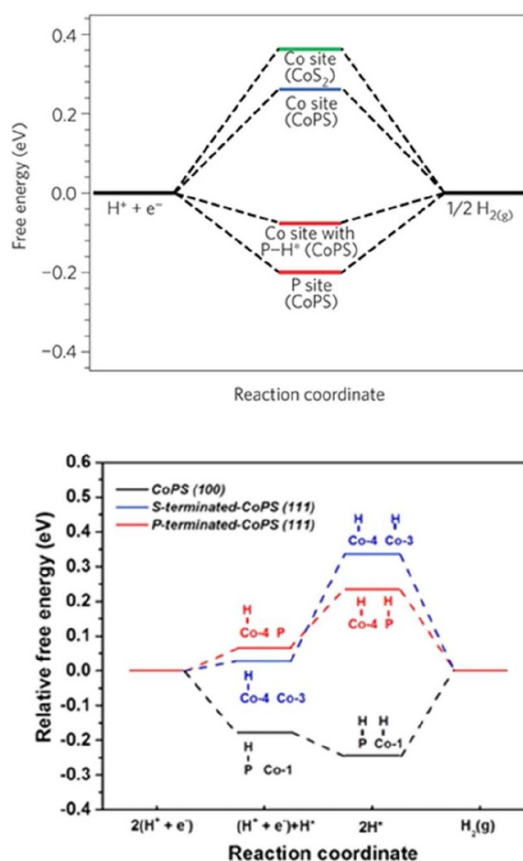 0.4
0.2
0.0
−0.2
−0.4
Free energy (eV)
Co site
(CoS₂)
Co site
(CoPS)
H⁺ + e⁻
1/2 H₂₍g₎
Co site with
P–H* (CoPS)
P site
(CoPS)
Reaction coordinate
0.6
0.5
0.4
0.3
0.2
0.1
0.0
-0.1
-0.2
-0.3
-0.4
Relative free energy (eV)
CoPS (100)
S-terminated-CoPS (111)
P-terminated-CoPS (111)
H H
Co-4 Co-3
H
Co-4 P
H H
Co-4 P
H
Co-4 Co-3
H
P Co-1
H H
P Co-1
2(H⁺ + e⁻)
(H⁺ + e⁻)+H*
2H*
H₂(g)
Reaction coordinate